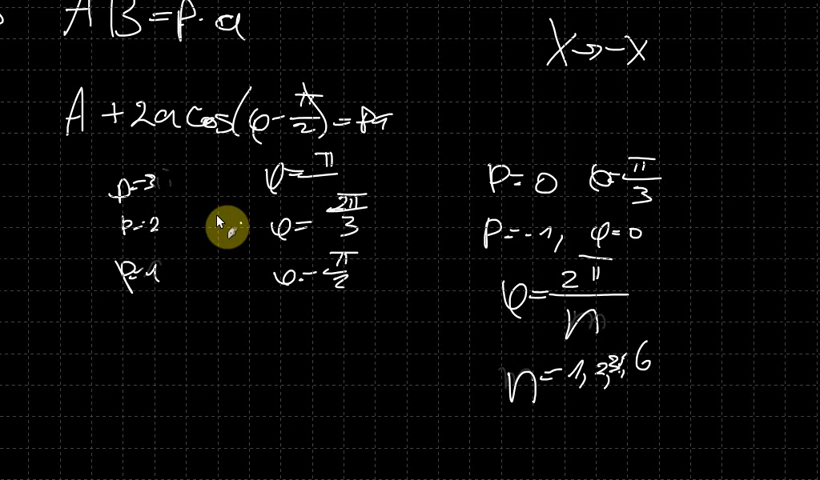 AB = p·a
A + 2a cos(φ - π/2) = pa
p=3 φ = π
p=2 φ = 2π/3
p=1 φ = π/2
X → -X
P = 0 φ = π/3
P = -1, φ = 0
φ = 2π/n
n = 1, 2, 3, 6